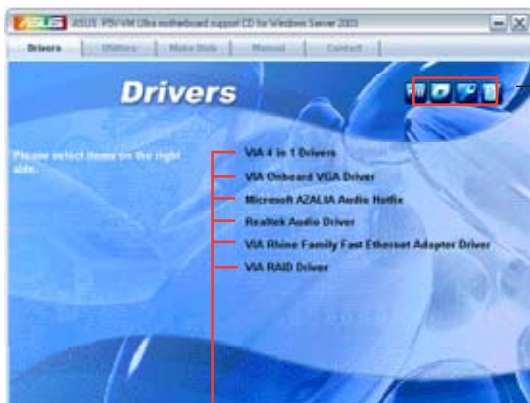 ASUS P5V-VM Ultra motherboard support CD for Windows Server 2003
Drivers Utilities Make Disk Manual Contact
Drivers
Please select items on the right
side.
VIA 4 in 1 Drivers
VIA Onboard VGA Driver
Microsoft AZALIA Audio Hotfix
Realtek Audio Driver
VIA Rhine Family Fast Ethernet Adapter Driver
VIA RAID Driver